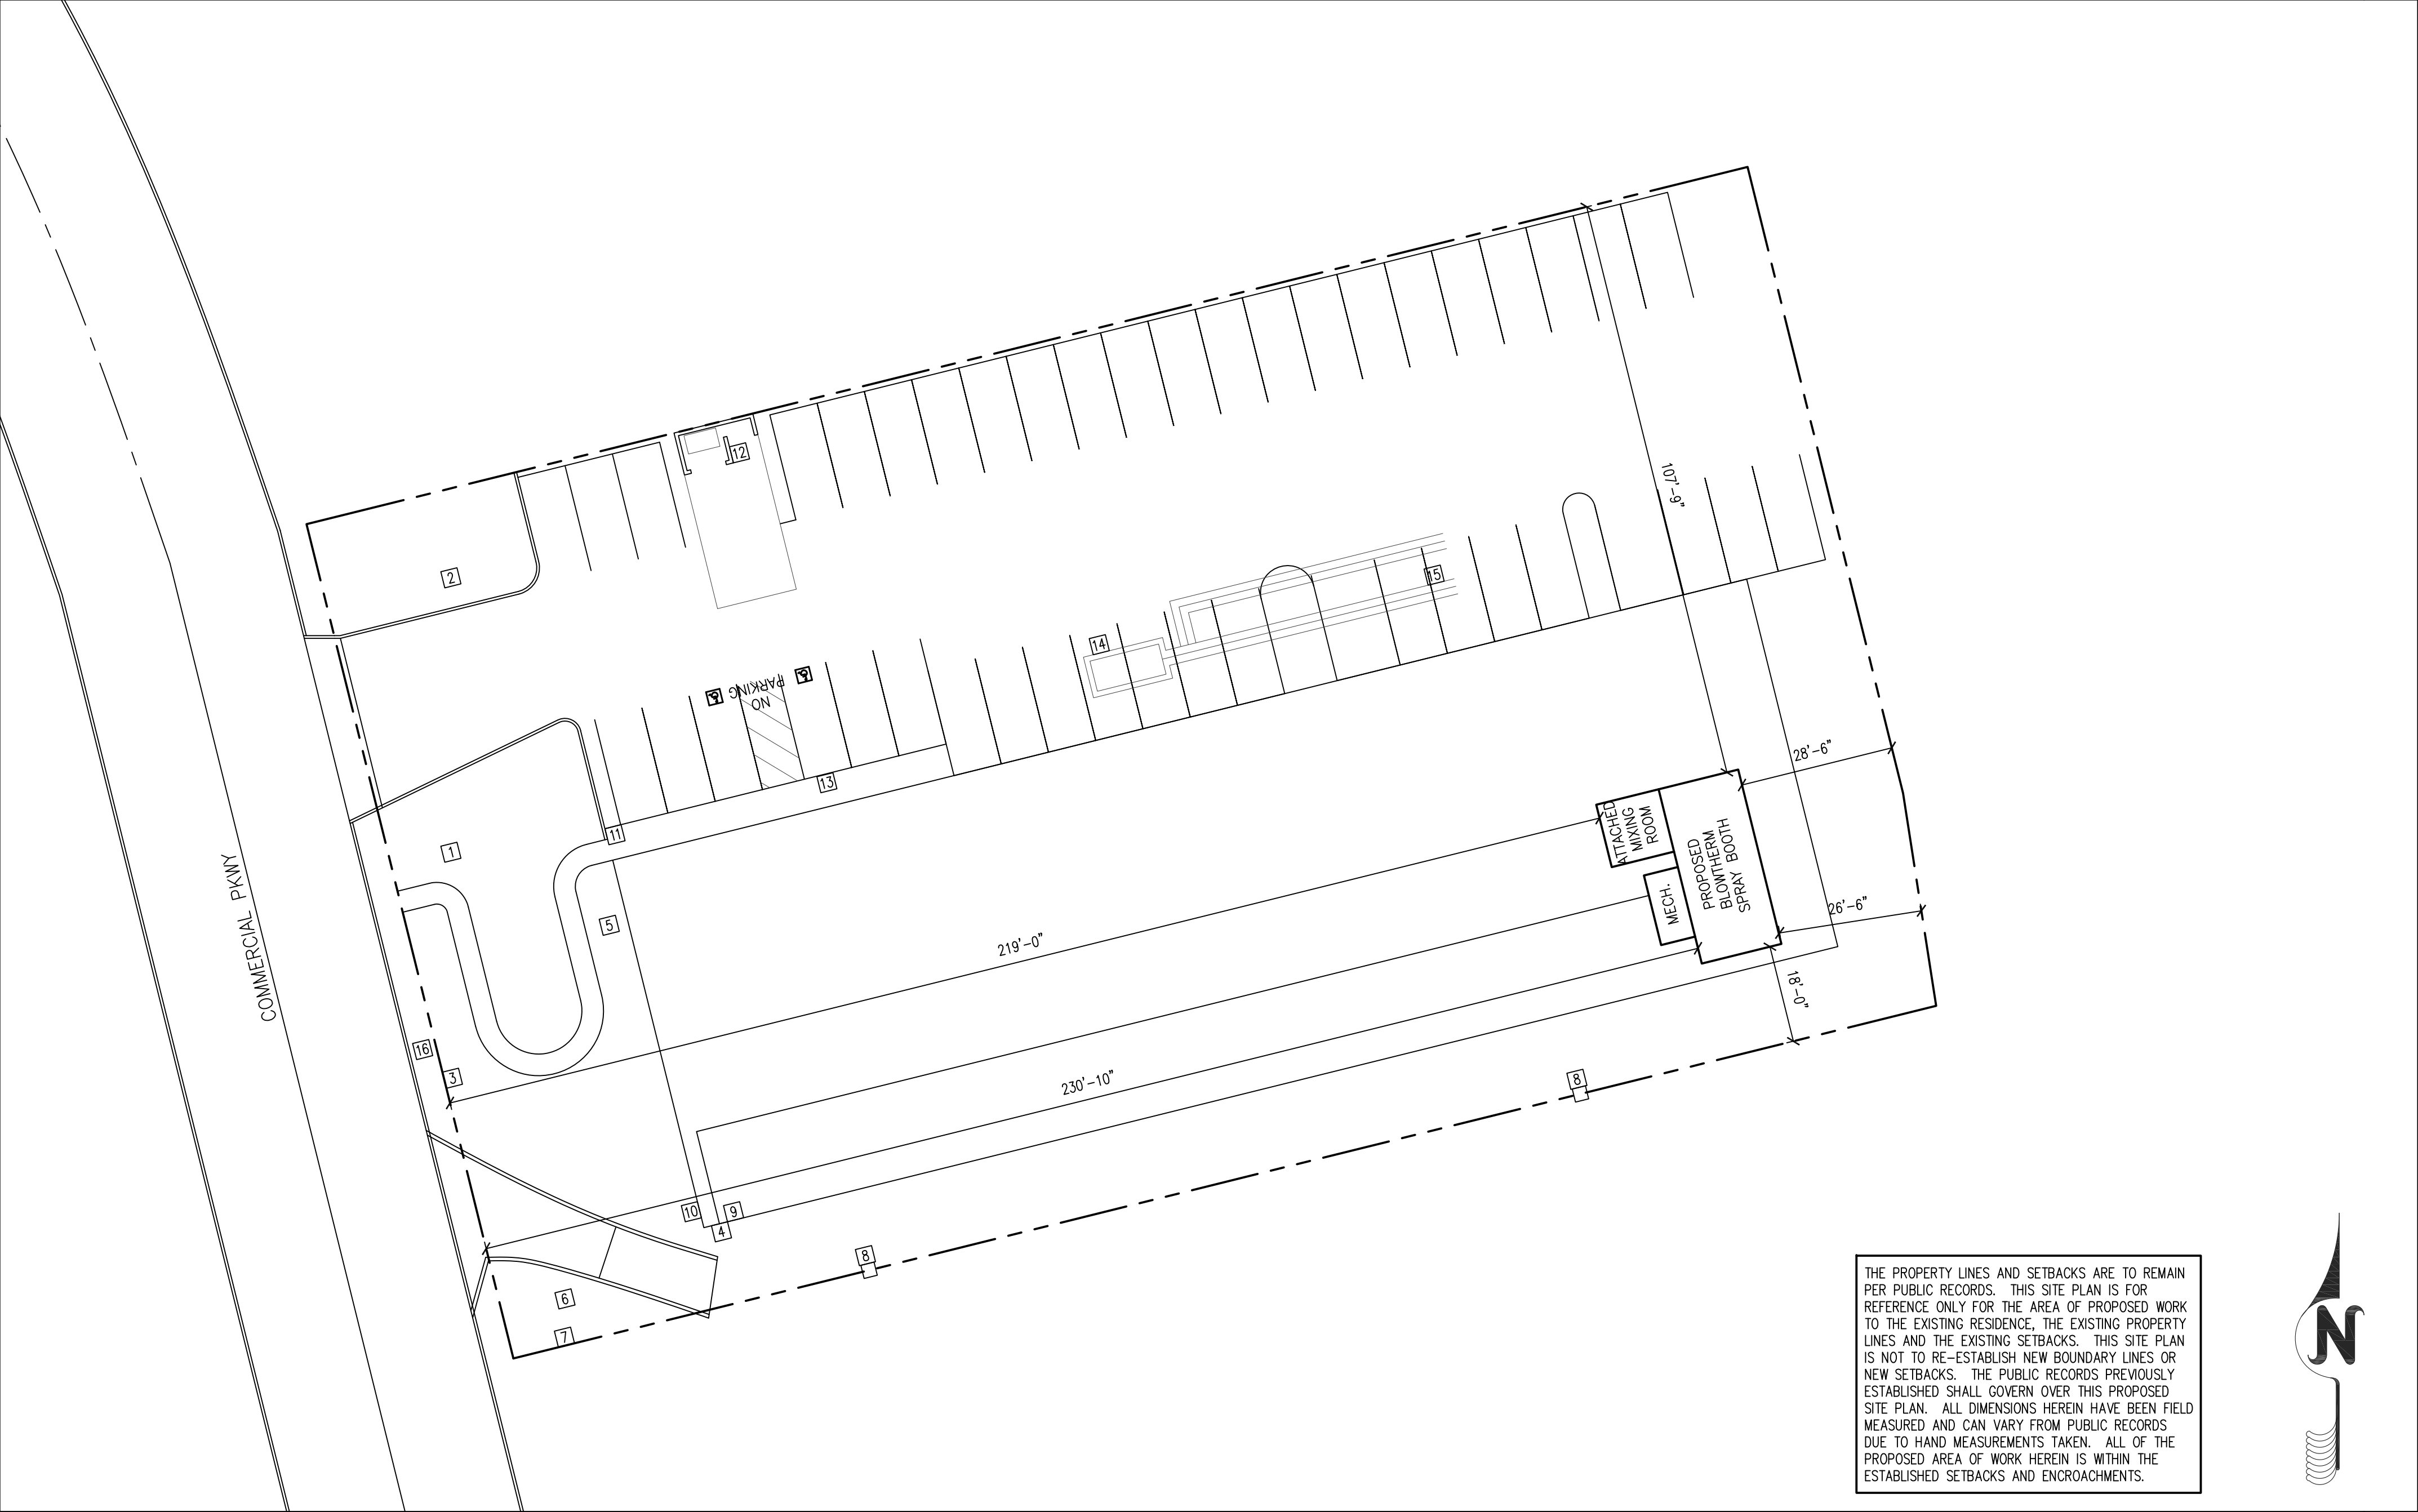 107'-9"
12
2
15
14
NO
PARKING
28'-6"
13
11
ATTACHED
MIXING
ROOM
1
PROPOSED
BLOWTHERM
SPRAY BOOTH
MECH.
26'-6"
COMMERCIAL PKWY
5
219'-0"
18'-0"
16
3
230'-10"
8
10
9
4
8
6
7
THE PROPERTY LINES AND SETBACKS ARE TO REMAIN
PER PUBLIC RECORDS. THIS SITE PLAN IS FOR
REFERENCE ONLY FOR THE AREA OF PROPOSED WORK
TO THE EXISTING RESIDENCE, THE EXISTING PROPERTY
LINES AND THE EXISTING SETBACKS. THIS SITE PLAN
IS NOT TO RE-ESTABLISH NEW BOUNDARY LINES OR
NEW SETBACKS. THE PUBLIC RECORDS PREVIOUSLY
ESTABLISHED SHALL GOVERN OVER THIS PROPOSED
SITE PLAN. ALL DIMENSIONS HEREIN HAVE BEEN FIELD
MEASURED AND CAN VARY FROM PUBLIC RECORDS
DUE TO HAND MEASUREMENTS TAKEN. ALL OF THE
PROPOSED AREA OF WORK HEREIN IS WITHIN THE
ESTABLISHED SETBACKS AND ENCROACHMENTS.
N